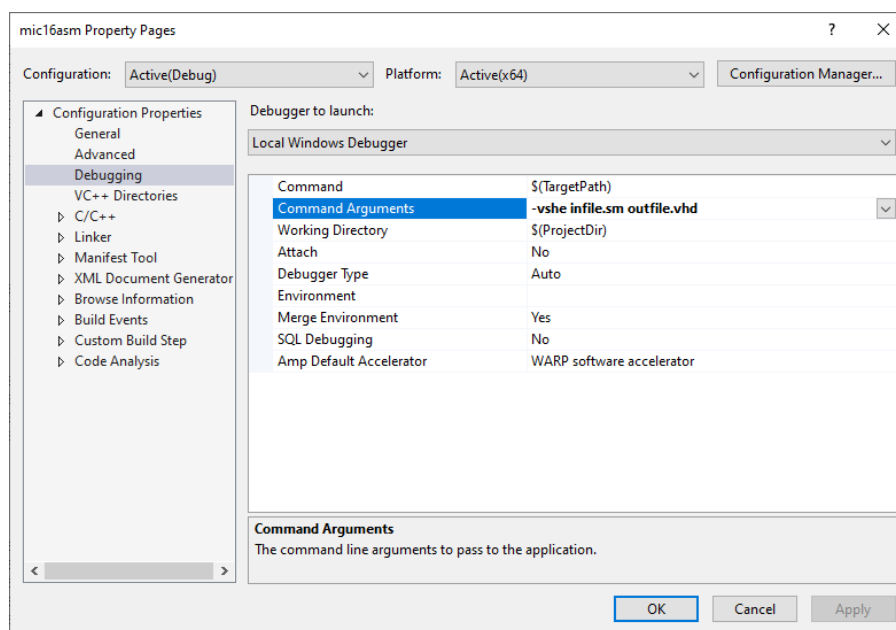 mic16asm Property Pages ? ×
Configuration: Active(Debug) Platform: Active(x64) Configuration Manager...
Configuration Properties
General
Advanced
Debugging
VC++ Directories
C/C++
Linker
Manifest Tool
XML Document Generator
Browse Information
Build Events
Custom Build Step
Code Analysis
Debugger to launch:
Local Windows Debugger
Command $(TargetPath)
Command Arguments -vshe infile.sm outfile.vhd
Working Directory $(ProjectDir)
Attach No
Debugger Type Auto
Environment
Merge Environment Yes
SQL Debugging No
Amp Default Accelerator WARP software accelerator
Command Arguments
The command line arguments to pass to the application.
OK Cancel Apply